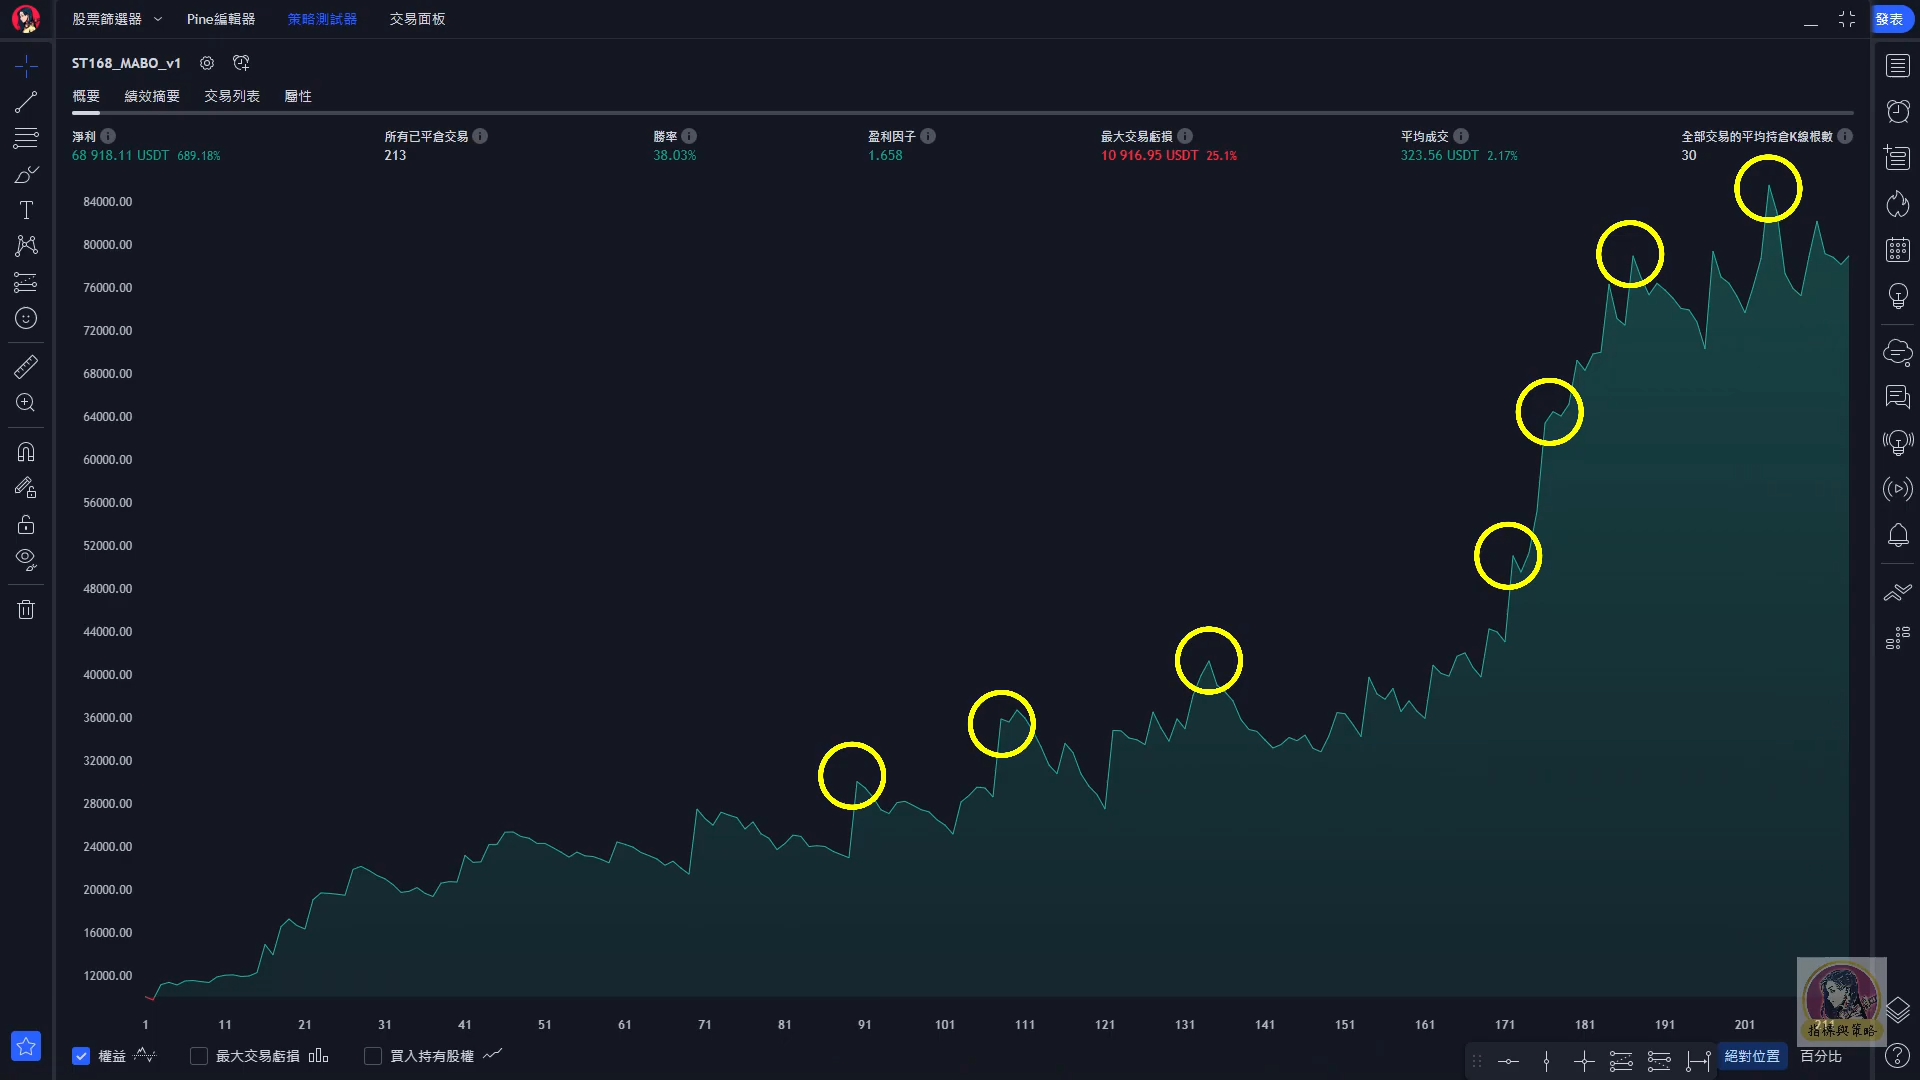 股票篩選器 Pine編輯器 策略測試器 交易面板 發表
ST168_MABO_v1
概要 績效摘要 交易列表 屬性
淨利 所有已平倉交易 勝率 盈利因子 最大交易虧損 平均成交 全部交易的平均持倉K線根數
68 918.11 USDT 689.18% 213 38.03% 1.658 10 916.95 USDT 25.1% 323.56 USDT 2.17% 30
84000.00
80000.00
76000.00
72000.00
68000.00
64000.00
60000.00
56000.00
52000.00
48000.00
44000.00
40000.00
36000.00
32000.00
28000.00
24000.00
20000.00
16000.00
12000.00
1 11 21 31 41 51 61 71 81 91 101 111 121 131 141 151 161 171 181 191 201 211
指標與策略
權益 最大交易虧損 買入持有股權 絕對位置 百分比